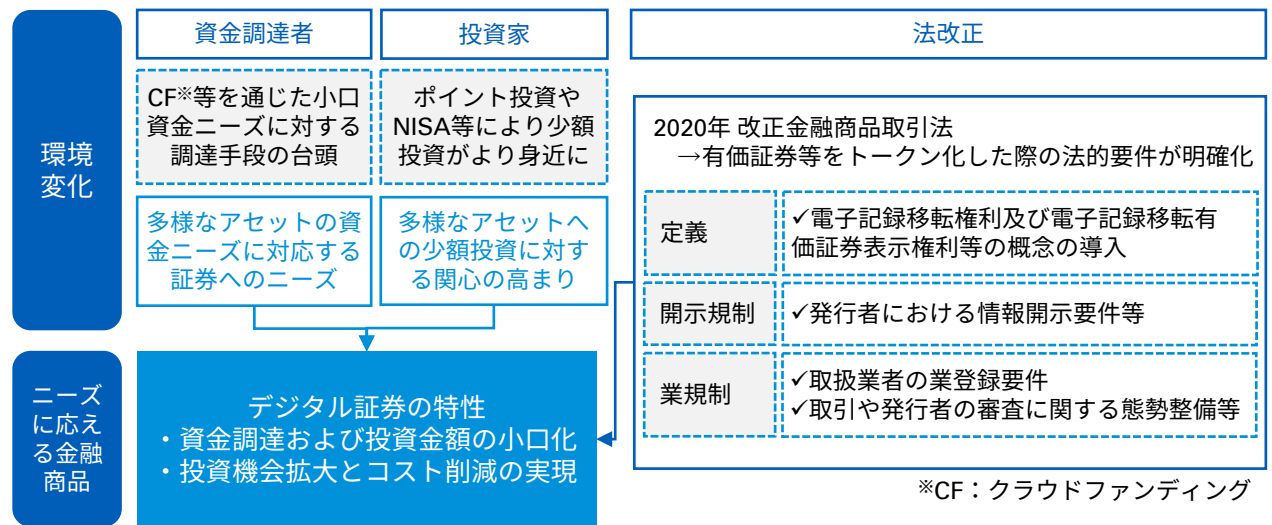 資金調達者
投資家
法改正
環境
変化
CF※等を通じた小口
資金ニーズに対する
調達手段の台頭
ポイント投資や
NISA等により少額
投資がより身近に
多様なアセットの資
金ニーズに対応する
証券へのニーズ
多様なアセットへ
の少額投資に対す
る関心の高まり
2020年 改正金融商品取引法
→有価証券等をトークン化した際の法的要件が明確化
定義
✓電子記録移転権利及び電子記録移転有
価証券表示権利等の概念の導入
開示規制
✓発行者における情報開示要件等
業規制
✓取扱業者の業登録要件
✓取引や発行者の審査に関する態勢整備等
ニーズ
に応え
る金融
商品
デジタル証券の特性
・資金調達および投資金額の小口化
・投資機会拡大とコスト削減の実現
※CF：クラウドファンディング